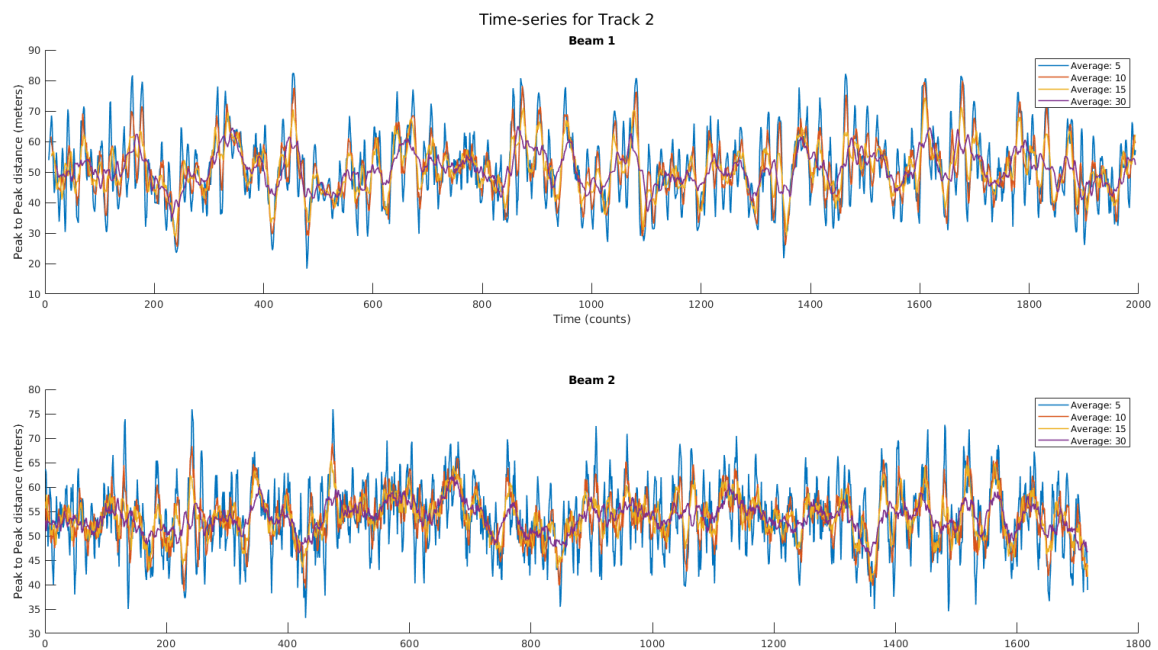 Time-series for Track 2
Beam 1
Peak to Peak distance (meters)
90
80
70
60
50
40
30
20
10
0 200 400 600 800 1000 1200 1400 1600 1800 2000
Time (counts)
Average: 5
Average: 10
Average: 15
Average: 30
Beam 2
Peak to Peak distance (meters)
80
75
70
65
60
55
50
45
40
35
30
0 200 400 600 800 1000 1200 1400 1600 1800
Average: 5
Average: 10
Average: 15
Average: 30